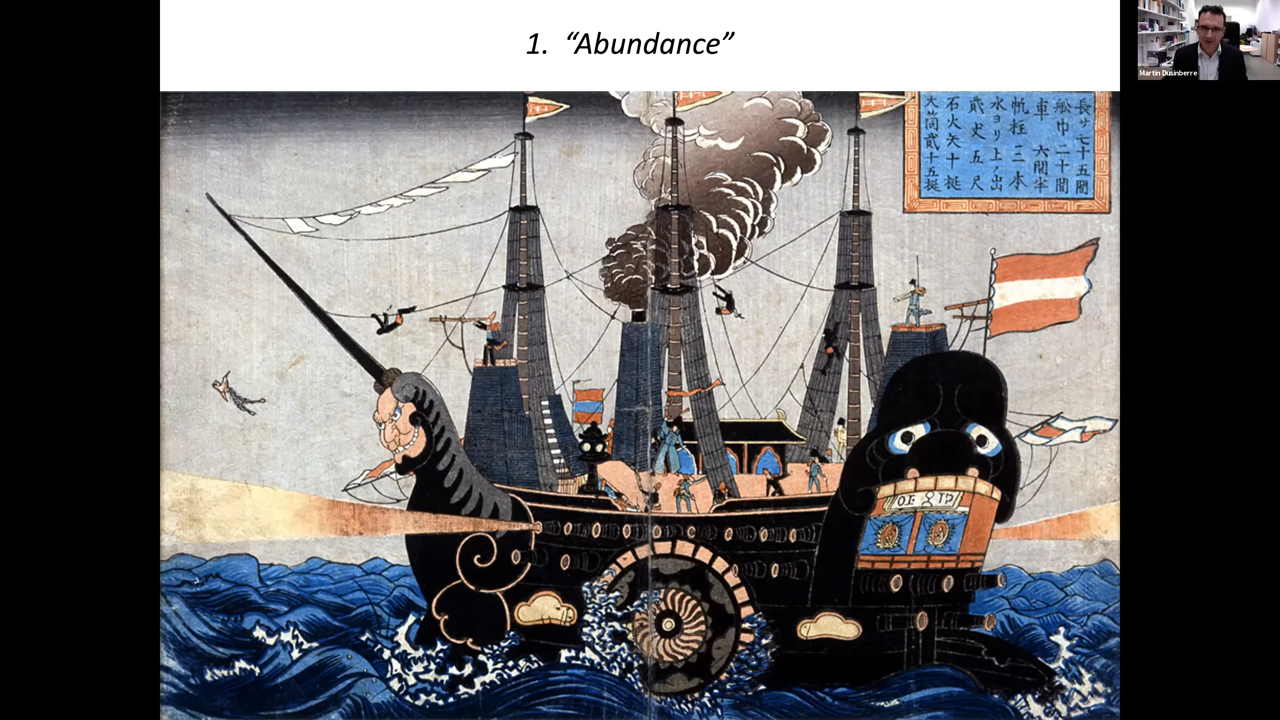 1. “Abundance”
Martin Dusinberre
長サ七十五間
舩巾二十間
車 六間半
帆柱三本
水ヨリ上ノ出
貮丈五尺
石火矢十挺
大筒貮十五挺